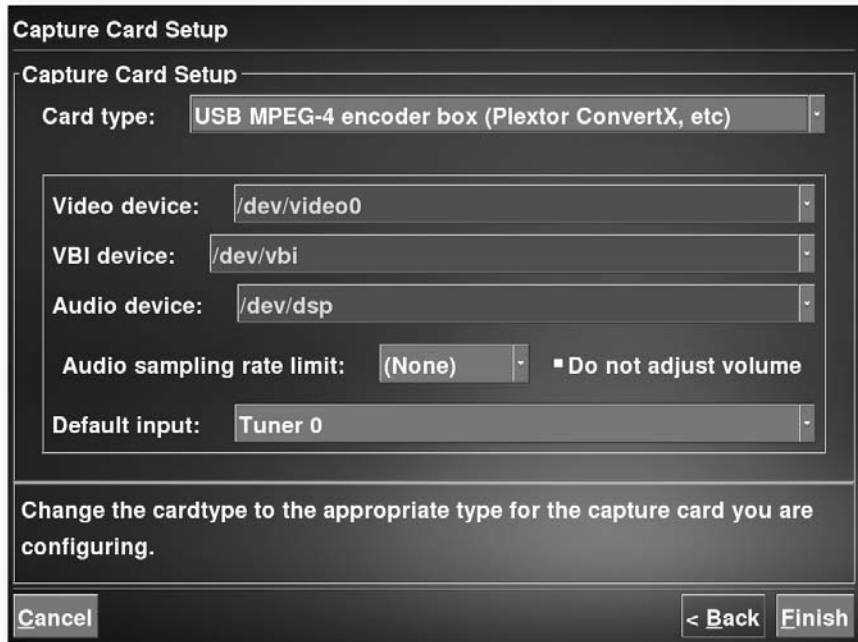 Capture Card Setup
Capture Card Setup
Card type: USB MPEG-4 encoder box (Plextor ConvertX, etc)
Video device: /dev/video0
VBI device: /dev/vbi
Audio device: /dev/dsp
Audio sampling rate limit: (None) Do not adjust volume
Default input: Tuner 0
Change the cardtype to the appropriate type for the capture card you are
configuring.
Cancel < Back Finish